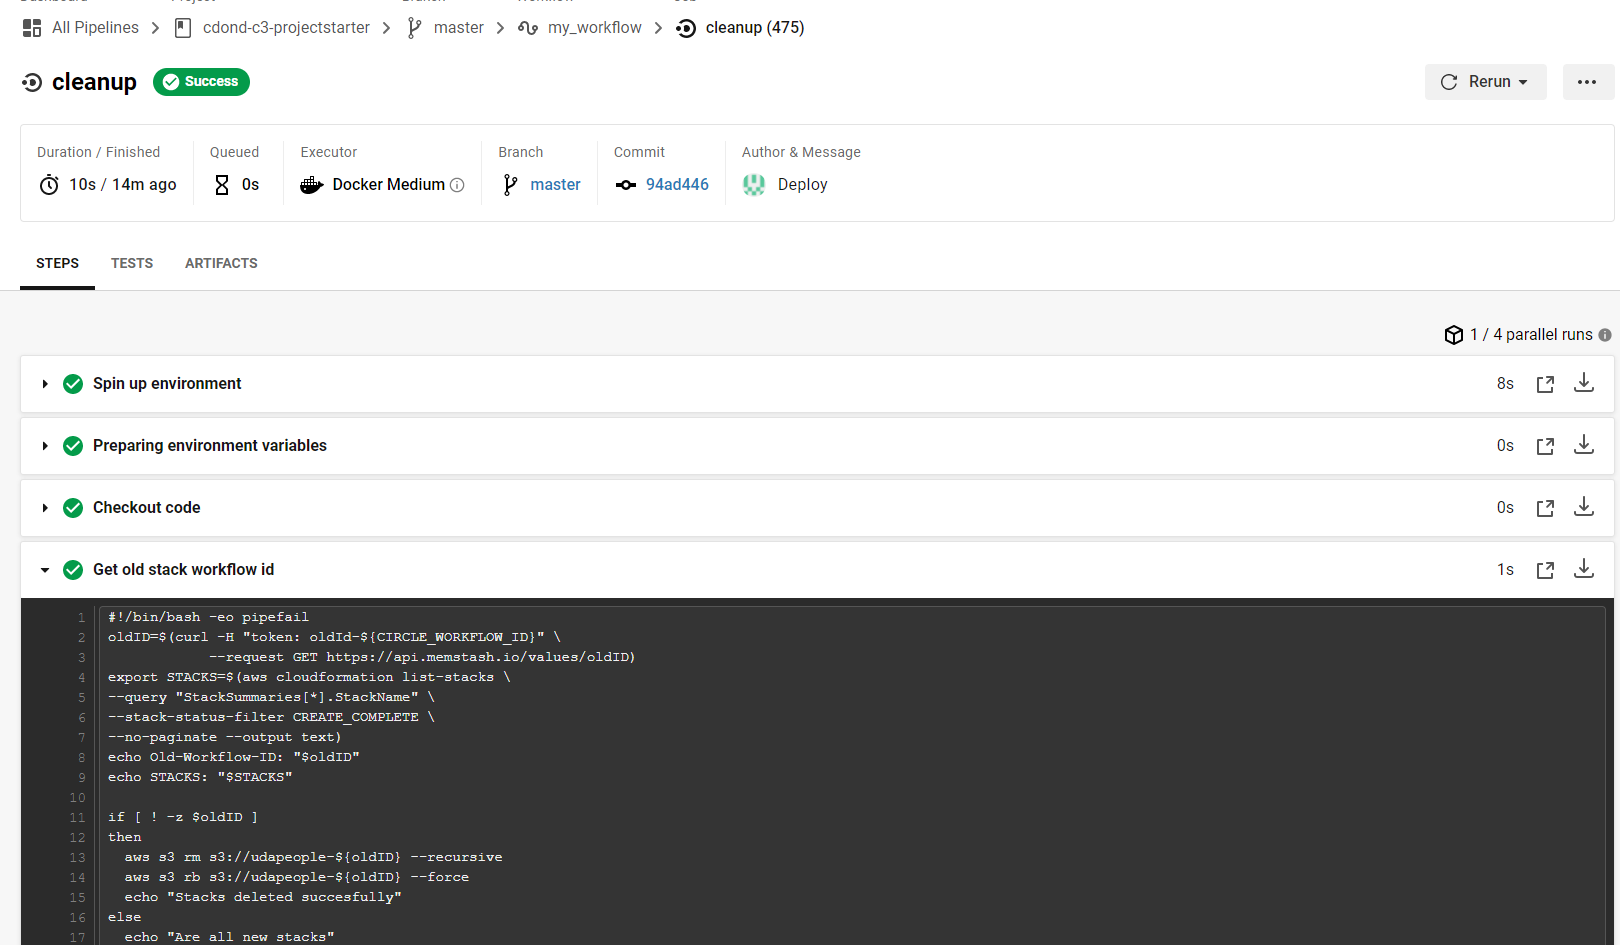 All Pipelines
cdond-c3-projectstarter
master
my_workflow
cleanup (475)
cleanup
Success
Rerun
Duration / Finished
10s / 14m ago
Queued
0s
Executor
Docker Medium
Branch
master
Commit
94ad446
Author & Message
Deploy
STEPS
TESTS
ARTIFACTS
1 / 4 parallel runs
Spin up environment
8s
Preparing environment variables
0s
Checkout code
0s
Get old stack workflow id
1s
1 #!/bin/bash -eo pipefail
2 oldID=$(curl -H "token: oldId-${CIRCLE_WORKFLOW_ID}" \
3 --request GET https://api.memstash.io/values/oldID)
4 export STACKS=$(aws cloudformation list-stacks \
5 --query "StackSummaries[*].StackName" \
6 --stack-status-filter CREATE_COMPLETE \
7 --no-paginate --output text)
8 echo Old-Workflow-ID: "$oldID"
9 echo STACKS: "$STACKS"
10
11 if [ ! -z $oldID ]
12 then
13 aws s3 rm s3://udapeople-${oldID} --recursive
14 aws s3 rb s3://udapeople-${oldID} --force
15 echo "Stacks deleted succesfully"
16 else
17 echo "Are all new stacks"